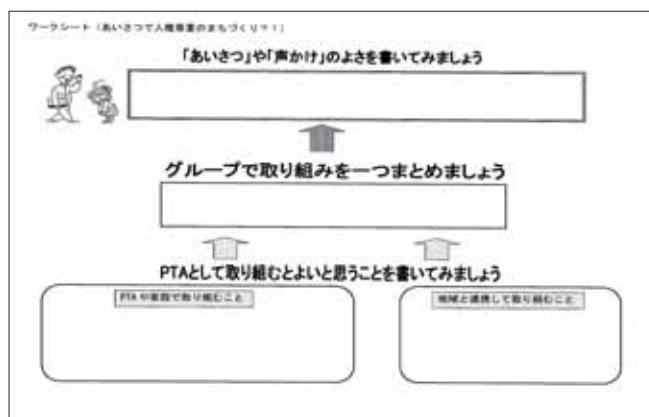 ワークシート（あいさつで人権尊重のまちづくり？！）
「あいさつ」や「声かけ」のよさを書いてみましょう
グループで取り組みを一つまとめましょう
PTAとして取り組むとよいと思うことを書いてみましょう
PTAや家庭で取り組むこと
地域と連携して取り組むこと